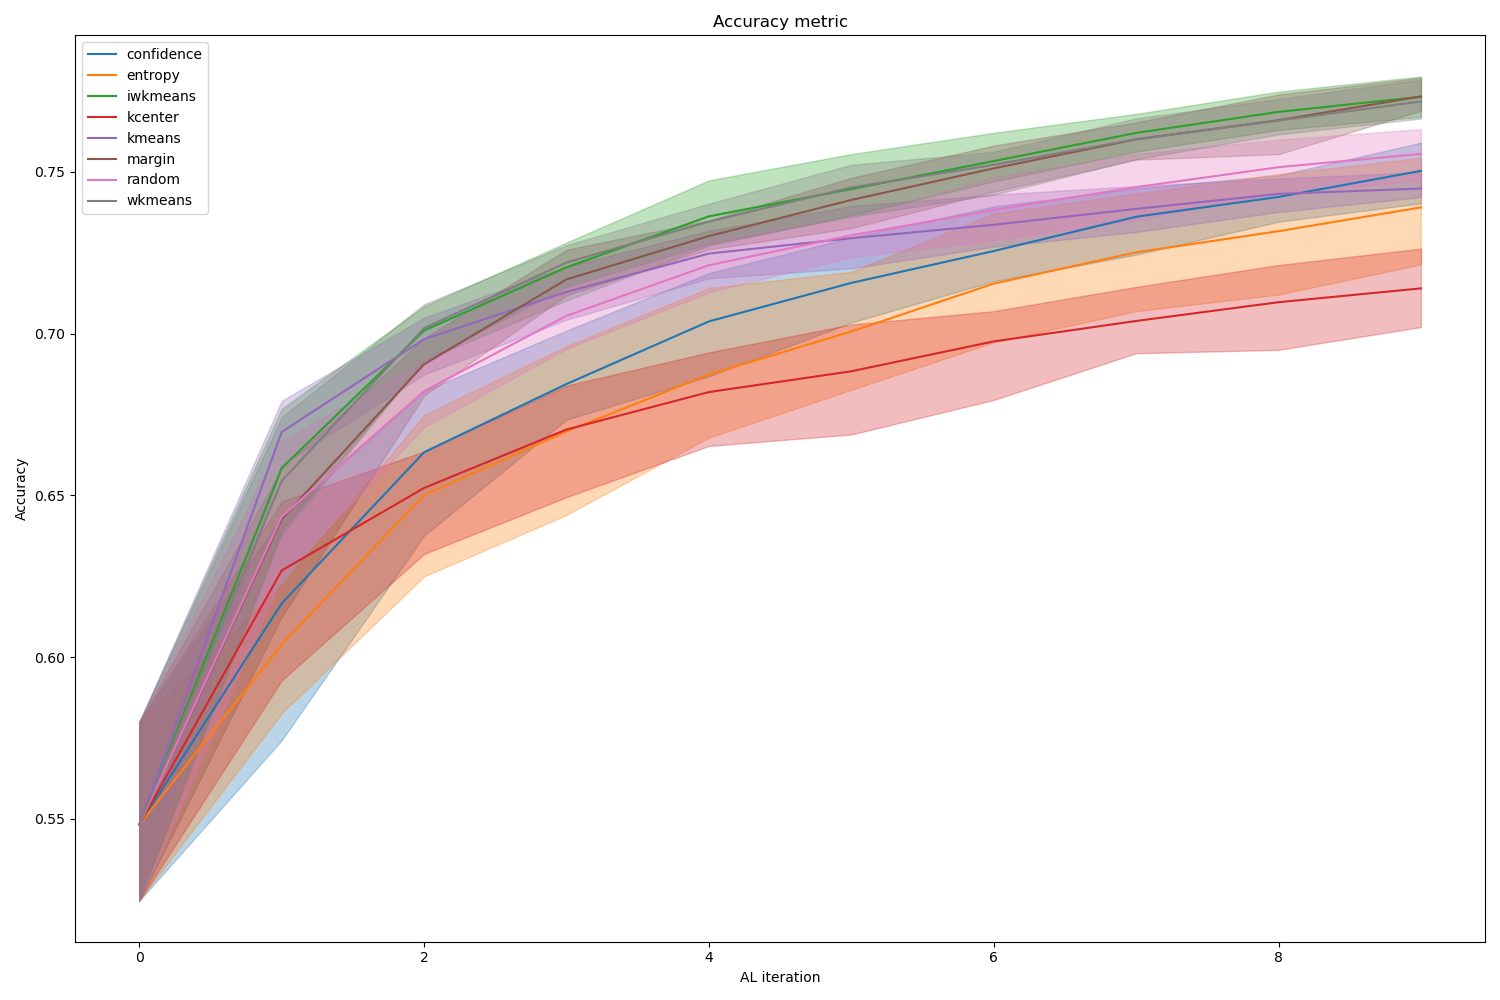 Accuracy metric
confidence
entropy
iwkmeans
kcenter
kmeans
margin
random
wkmeans
0.75
0.70
0.65
0.60
0.55
Accuracy
0 2 4 6 8
AL iteration